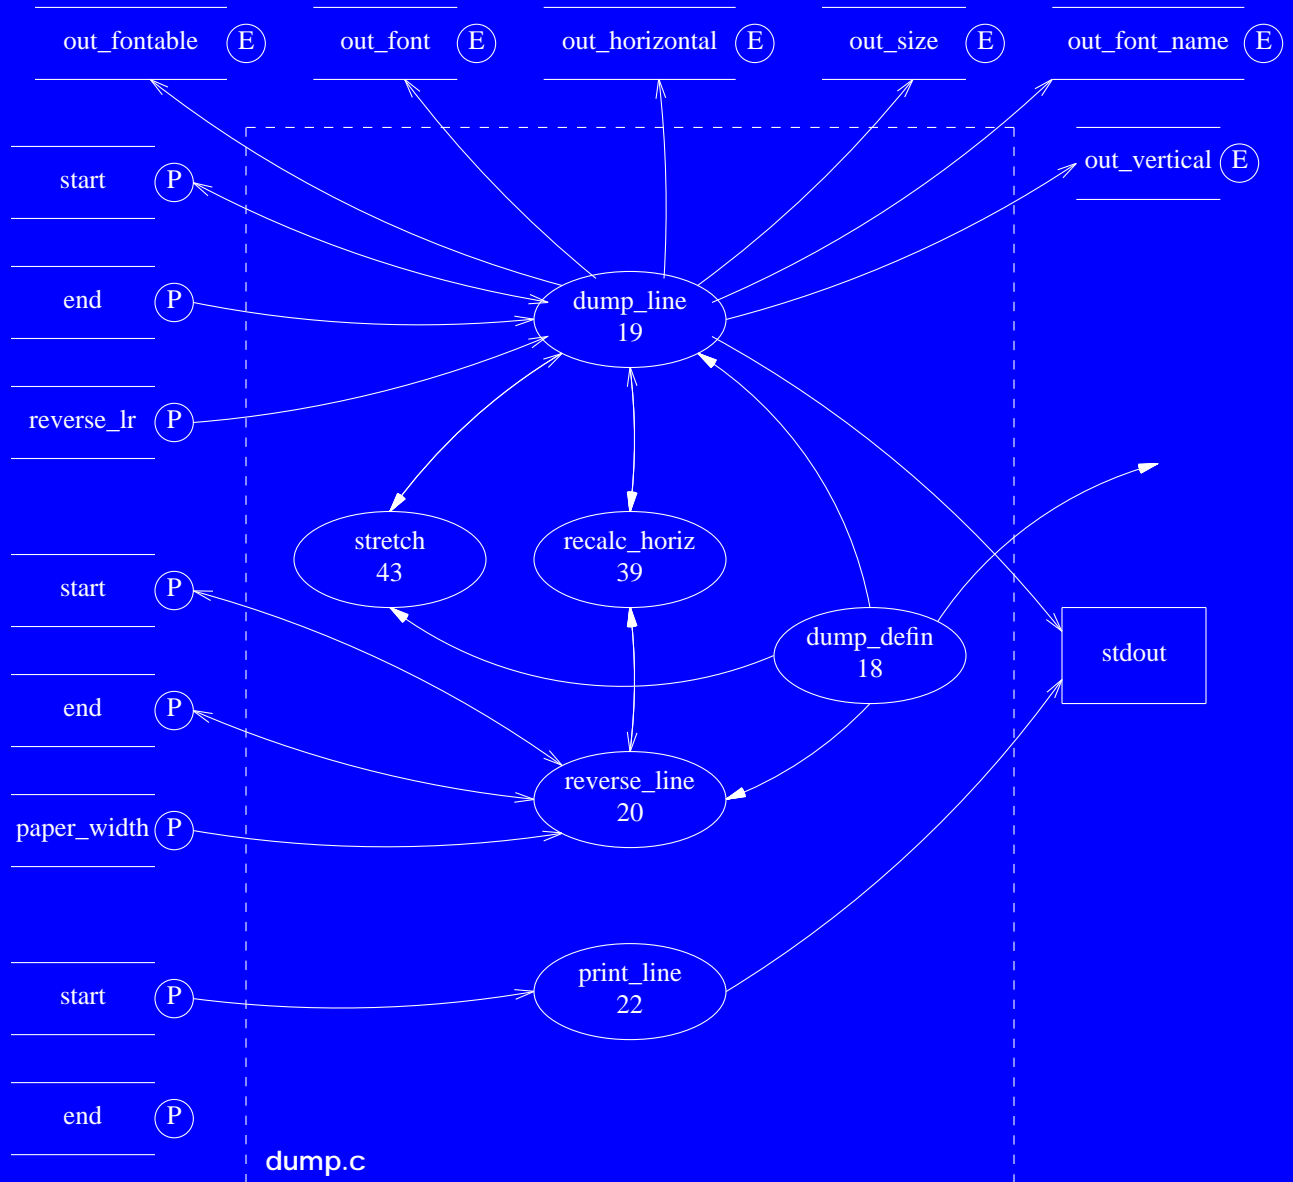 out_fontable E
out_font E
out_horizontal E
out_size E
out_font_name E
start P
out_vertical E
end P
dump_line
19
reverse_lr P
stretch
43
recalc_horiz
39
start P
dump_defin
18
stdout
end P
reverse_line
20
paper_width P
print_line
22
start P
end P
dump.c